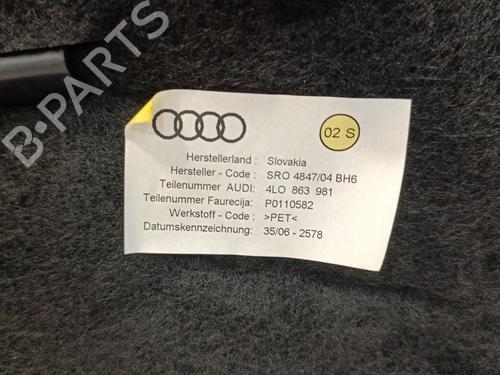 B-PARTS
02 S
Herstellerland : Slovakia
Hersteller - Code : SRO 4847/04 BH6
Teilenummer AUDI: 4LO 863 981
Teilenummer Faurecija: P0110582
Werkstoff - Code : >PET<
Datumskennzeichnung: 35/06 - 2578